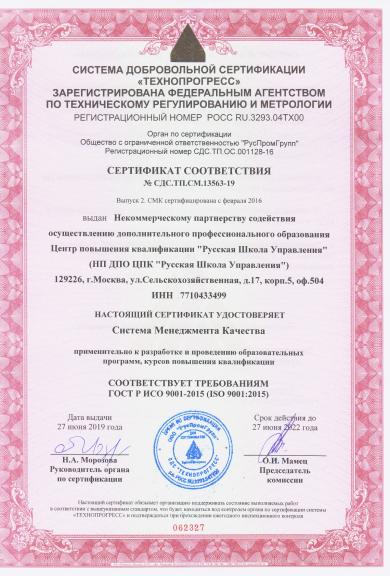 СИСТЕМА ДОБРОВОЛЬНОЙ СЕРТИФИКАЦИИ
«ТЕХНОПРОГРЕСС»
ЗАРЕГИСТРИРОВАНА ФЕДЕРАЛЬНЫМ АГЕНТСТВОМ
ПО ТЕХНИЧЕСКОМУ РЕГУЛИРОВАНИЮ И МЕТРОЛОГИИ
РЕГИСТРАЦИОННЫЙ НОМЕР РОСС RU.3293.04ТХ00
Орган по сертификации
Общество с ограниченной ответственностью "РусПромГрупп"
Регистрационный номер СДС.ТП.ОС.001128-16
СЕРТИФИКАТ СООТВЕТСТВИЯ
№ СДС.ТП.СМ.13563-19
Выпуск 2. СМК сертифицирована с февраля 2016
выдан Некоммерческому партнерству содействия
осуществлению дополнительного профессионального образования
Центр повышения квалификации "Русская Школа Управления"
(НП ДПО ЦПК "Русская Школа Управления")
129226, г.Москва, ул.Сельскохозяйственная, д.17, корп.5, оф.504
ИНН 7710433499
НАСТОЯЩИЙ СЕРТИФИКАТ УДОСТОВЕРЯЕТ
Система Менеджмента Качества
применительно к разработке и проведению образовательных
программ, курсов повышения квалификации
СООТВЕТСТВУЕТ ТРЕБОВАНИЯМ
ГОСТ Р ИСО 9001-2015 (ISO 9001:2015)
Дата выдачи
27 июня 2019 года
Срок действия до
27 июня 2022 года
Н.А. Морозова
Руководитель органа
по сертификации
ООО "РусПромГрупп"
ДЛЯ СЕРТИФИКАТОВ
СДС "ТЕХНОПРОГРЕСС"
О.И. Мамец
Председатель
комиссии
Настоящий сертификат обязывает организацию поддерживать состояние выполняемых работ
в соответствии с вышеуказанным стандартом, что будет находиться под контролем органа по сертификации системы
«ТЕХНОПРОГРЕСС» и подтверждаться при прохождении ежегодного инспекционного контроля
062327